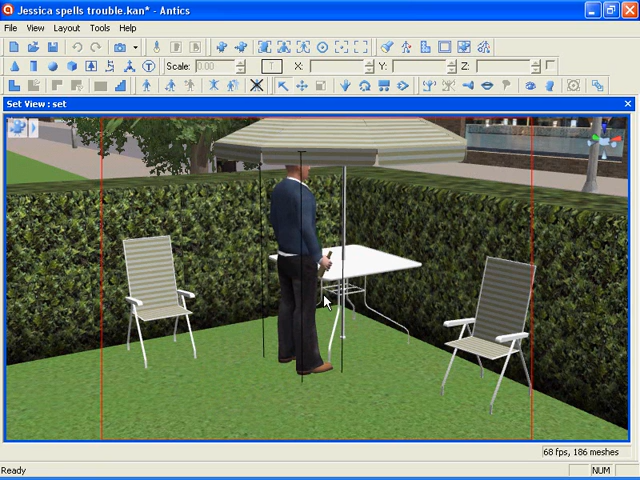 Jessica spells trouble.kan* - Antics
File View Layout Tools Help
Scale: 0.00 X: Y: Z:
Set View : set
68 fps, 186 meshes
Ready NUM